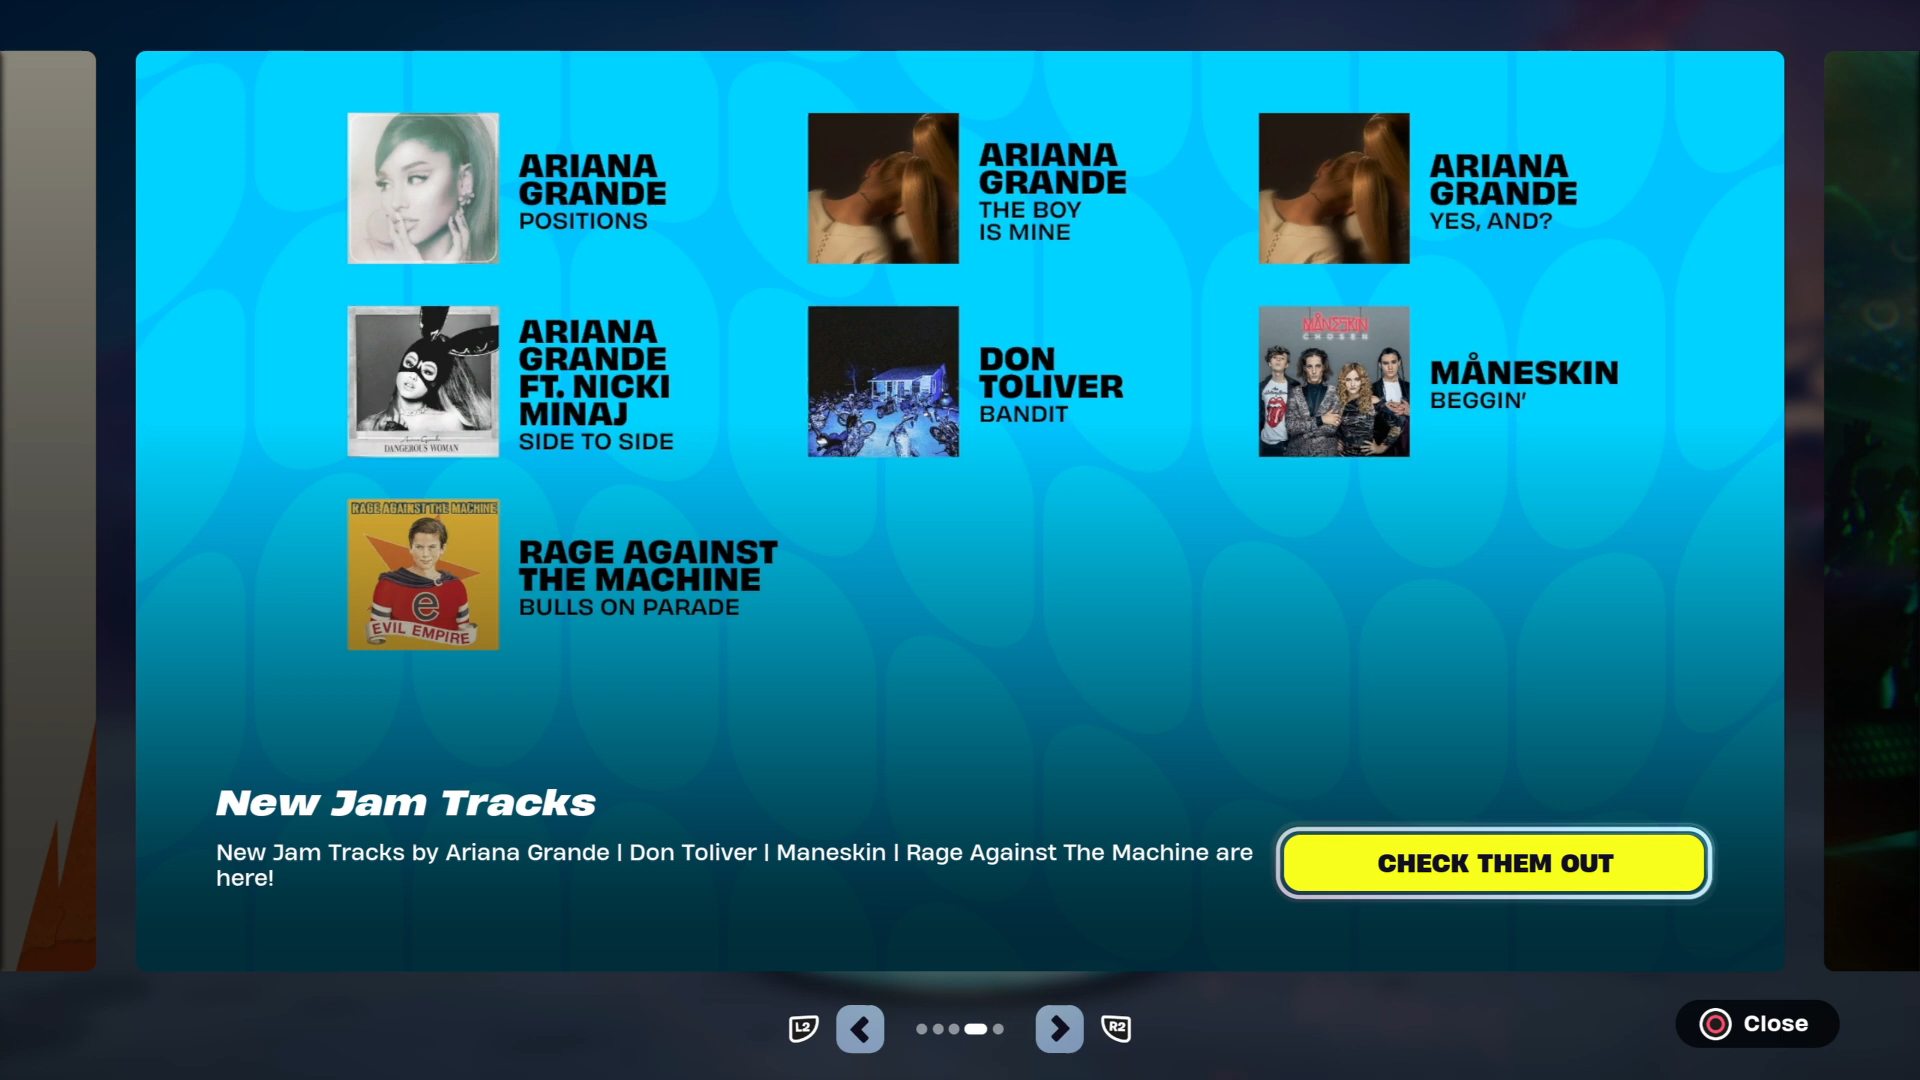 ARIANA
GRANDE
POSITIONS
ARIANA
GRANDE
THE BOY
IS MINE
ARIANA
GRANDE
YES, AND?
Ariana Grande
DANGEROUS WOMAN
ARIANA
GRANDE
FT. NICKI
MINAJ
SIDE TO SIDE
DON
TOLIVER
BANDIT
MÅNESKIN
CHOSEN
MÅNESKIN
BEGGIN'
RAGE AGAINST THE MACHINE
e
EVIL EMPIRE
RAGE AGAINST
THE MACHINE
BULLS ON PARADE
New Jam Tracks
New Jam Tracks by Ariana Grande | Don Toliver | Maneskin | Rage Against The Machine are
here!
CHECK THEM OUT
L2
R2
Close